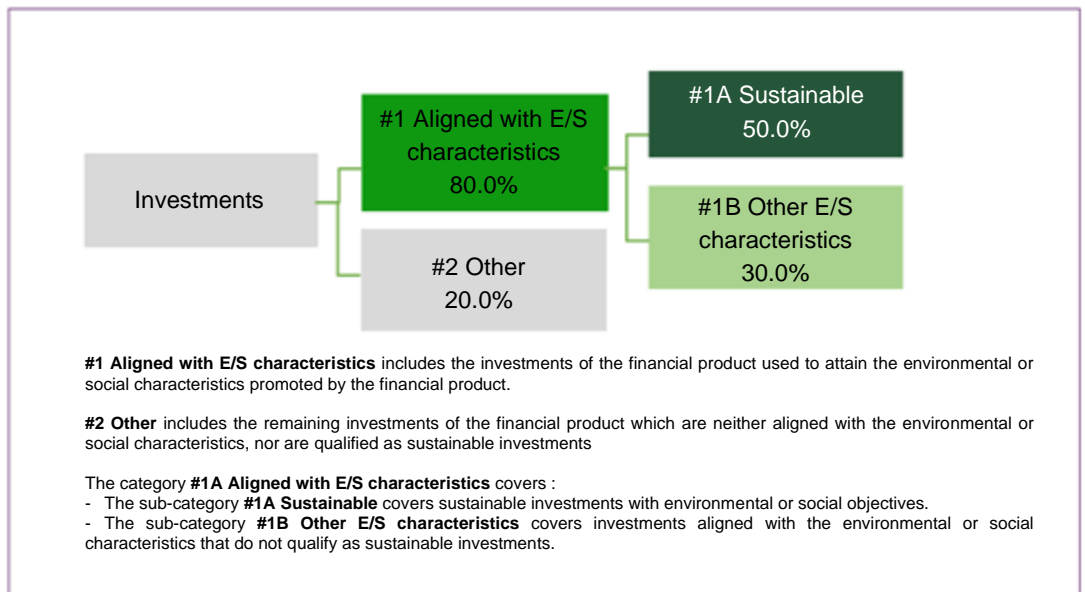 #1A Sustainable
50.0%
#1 Aligned with E/S
characteristics
80.0%
Investments
#1B Other E/S
characteristics
30.0%
#2 Other
20.0%
#1 Aligned with E/S characteristics includes the investments of the financial product used to attain the environmental or
social characteristics promoted by the financial product.
#2 Other includes the remaining investments of the financial product which are neither aligned with the environmental or
social characteristics, nor are qualified as sustainable investments
The category #1A Aligned with E/S characteristics covers :
- The sub-category #1A Sustainable covers sustainable investments with environmental or social objectives.
- The sub-category #1B Other E/S characteristics covers investments aligned with the environmental or social
characteristics that do not qualify as sustainable investments.